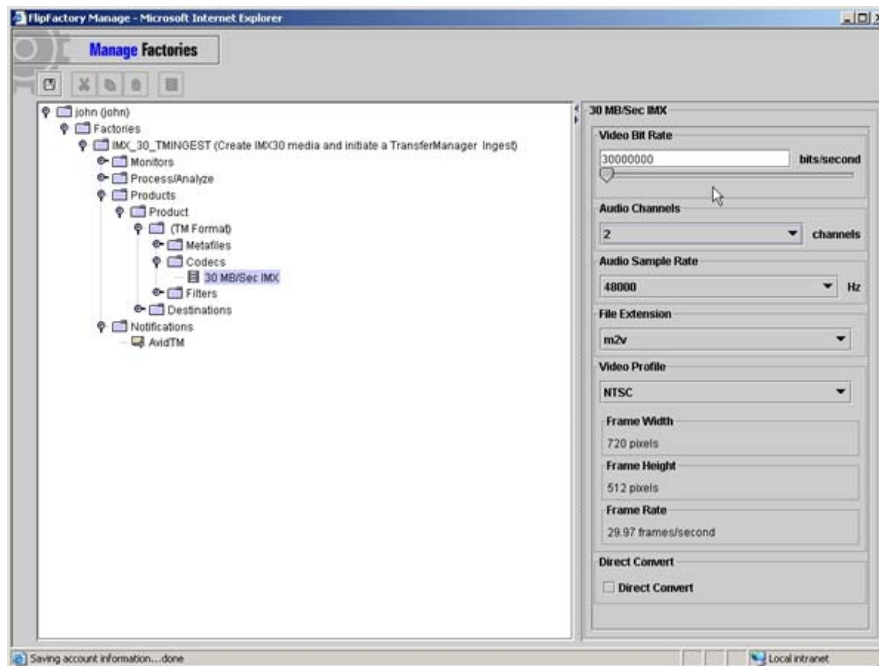 FlipFactory Manage - Microsoft Internet Explorer
Manage Factories
john (john)
Factories
IMX_30_TMINGEST (Create IMX30 media and initiate a TransferManager Ingest)
Monitors
Process/Analyze
Products
Product
(TM Format)
Metafiles
Codecs
30 MB/Sec IMX
Filters
Destinations
Notifications
AvidTM
30 MB/Sec IMX
Video Bit Rate
30000000 bits/second
Audio Channels
2 channels
Audio Sample Rate
48000 Hz
File Extension
m2v
Video Profile
NTSC
Frame Width
720 pixels
Frame Height
512 pixels
Frame Rate
29.97 frames/second
Direct Convert
Direct Convert
Saving account information...done
Local intranet